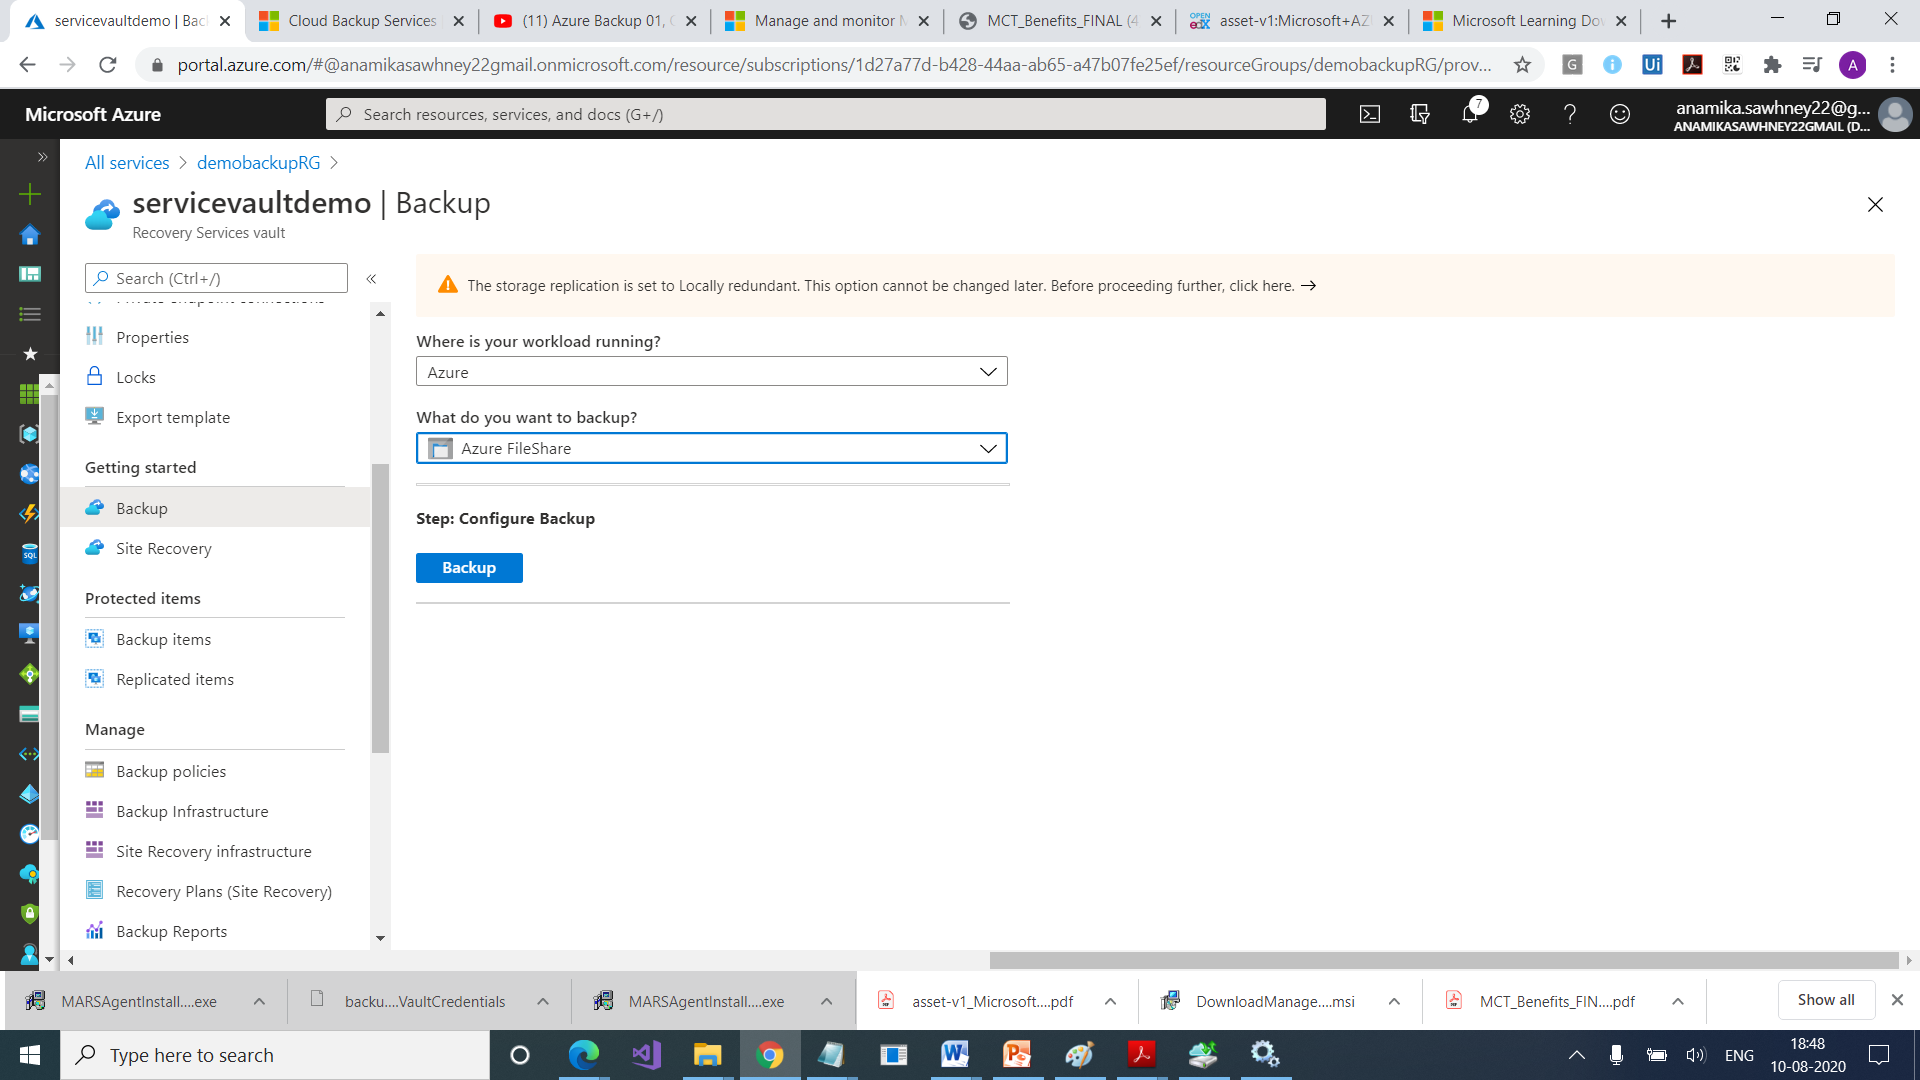 servicevaultdemo | Bac
Cloud Backup Services
(11) Azure Backup 01, C
Manage and monitor M
MCT_Benefits_FINAL (4
asset-v1:Microsoft+AZ
Microsoft Learning Do
portal.azure.com/#@anamikasawhney22gmail.onmicrosoft.com/resource/subscriptions/1d27a77d-b428-44aa-ab65-a47b07fe25ef/resourceGroups/demobackupRG/prov...
Microsoft Azure
Search resources, services, and docs (G+/)
7
anamika.sawhney22@g...
ANAMIKASAWHNEY22GMAIL (D...
All services > demobackupRG >
servicevaultdemo | Backup
Recovery Services vault
Search (Ctrl+/)
Private endpoint connections
Properties
Locks
Export template
Getting started
Backup
Site Recovery
Protected items
Backup items
Replicated items
Manage
Backup policies
Backup Infrastructure
Site Recovery infrastructure
Recovery Plans (Site Recovery)
Backup Reports
The storage replication is set to Locally redundant. This option cannot be changed later. Before proceeding further, click here. →
Where is your workload running?
Azure
What do you want to backup?
Azure FileShare
Step: Configure Backup
Backup
MARSAgentInstall....exe
backu....VaultCredentials
MARSAgentInstall....exe
asset-v1_Microsoft....pdf
DownloadManage....msi
MCT_Benefits_FIN....pdf
Show all
Type here to search
ENG
18:48
10-08-2020